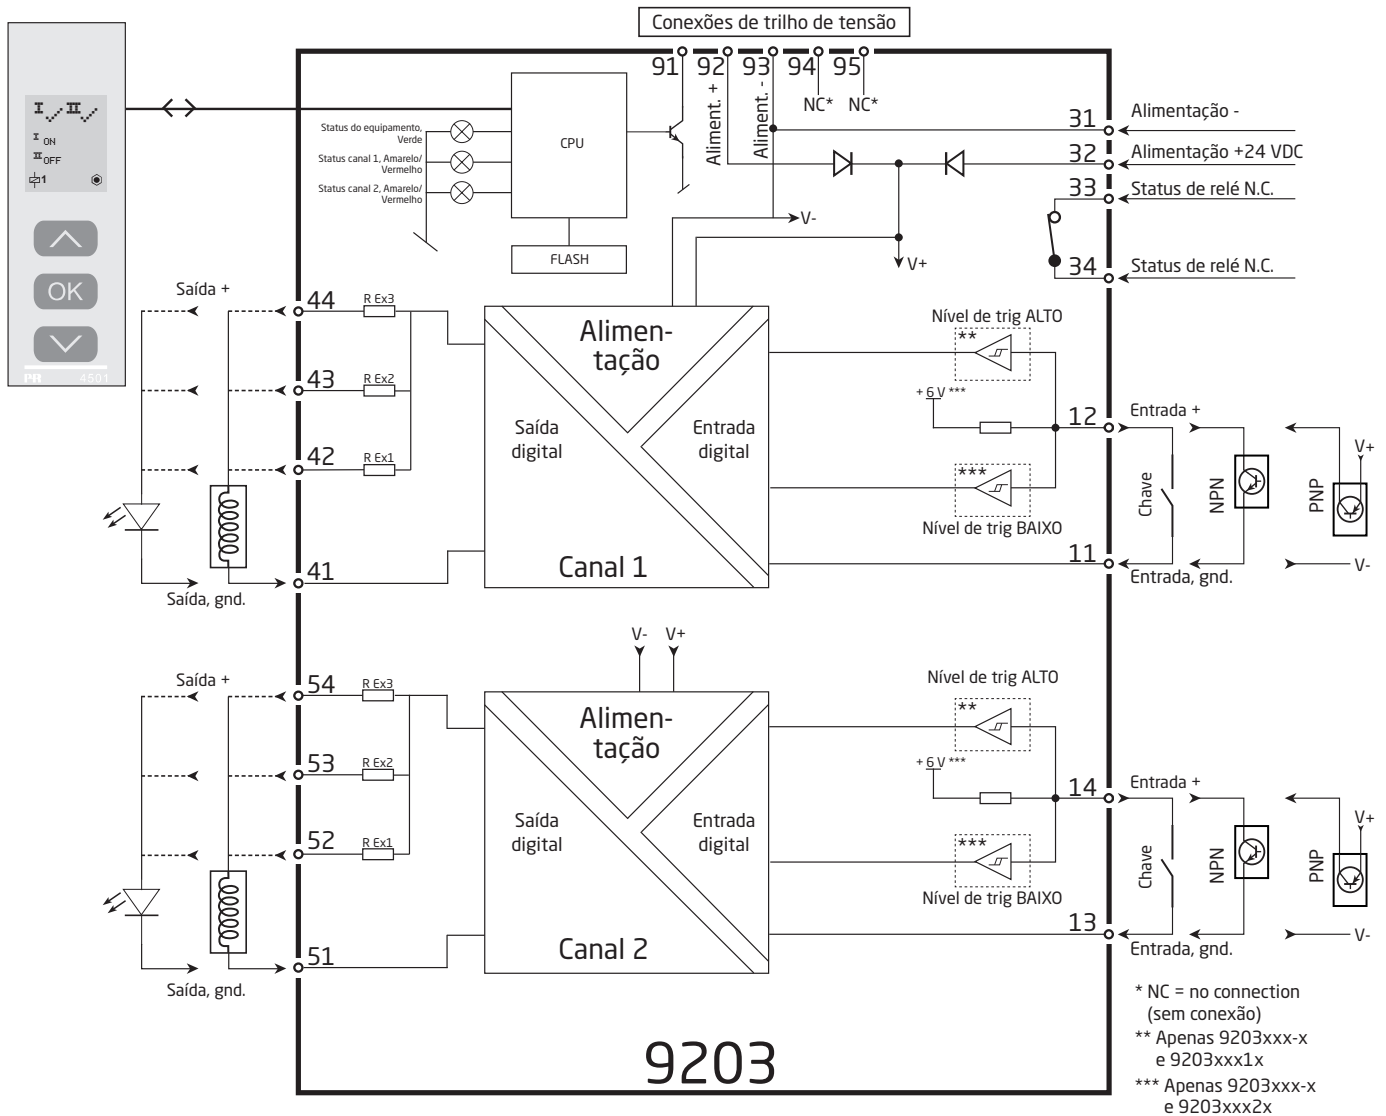 Conexões de trilho de tensão
91 92 93 94 95
Aliment. +
Aliment. -
NC* NC*
I II
I ON
II OFF
1
OK
PR 4501
Status do equipamento,
Verde
Status canal 1, Amarelo/
Vermelho
Status canal 2, Amarelo/
Vermelho
CPU
FLASH
V-
V+
31 Alimentação -
32 Alimentação +24 VDC
33 Status de relé N.C.
34 Status de relé N.C.
Saída +
44 R Ex3
43 R Ex2
42 R Ex1
41
Saída, gnd.
Alimen-
tação
Saída
digital
Entrada
digital
Canal 1
Nível de trig ALTO
**
+ 6 V ***
***
Nível de trig BAIXO
12 Entrada +
11
Entrada, gnd.
Chave
NPN
PNP
V+
V-
V- V+
Saída +
54 R Ex3
53 R Ex2
52 R Ex1
51
Saída, gnd.
Alimen-
tação
Saída
digital
Entrada
digital
Canal 2
Nível de trig ALTO
**
+ 6 V ***
***
Nível de trig BAIXO
14 Entrada +
13
Entrada, gnd.
Chave
NPN
PNP
V+
V-
9203
* NC = no connection
(sem conexão)
** Apenas 9203xxx-x
e 9203xxx1x
*** Apenas 9203xxx-x
e 9203xxx2x